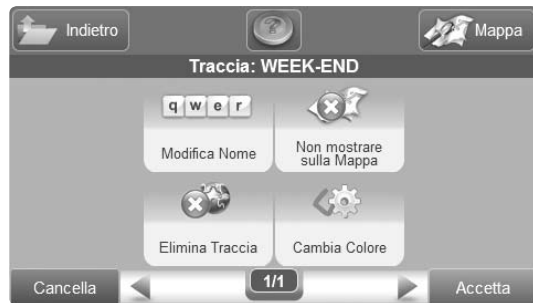 Indietro
?
Mappa
Traccia: WEEK-END
q w e r
Modifica Nome
Non mostrare
sulla Mappa
Elimina Traccia
Cambia Colore
Cancella
1/1
Accetta